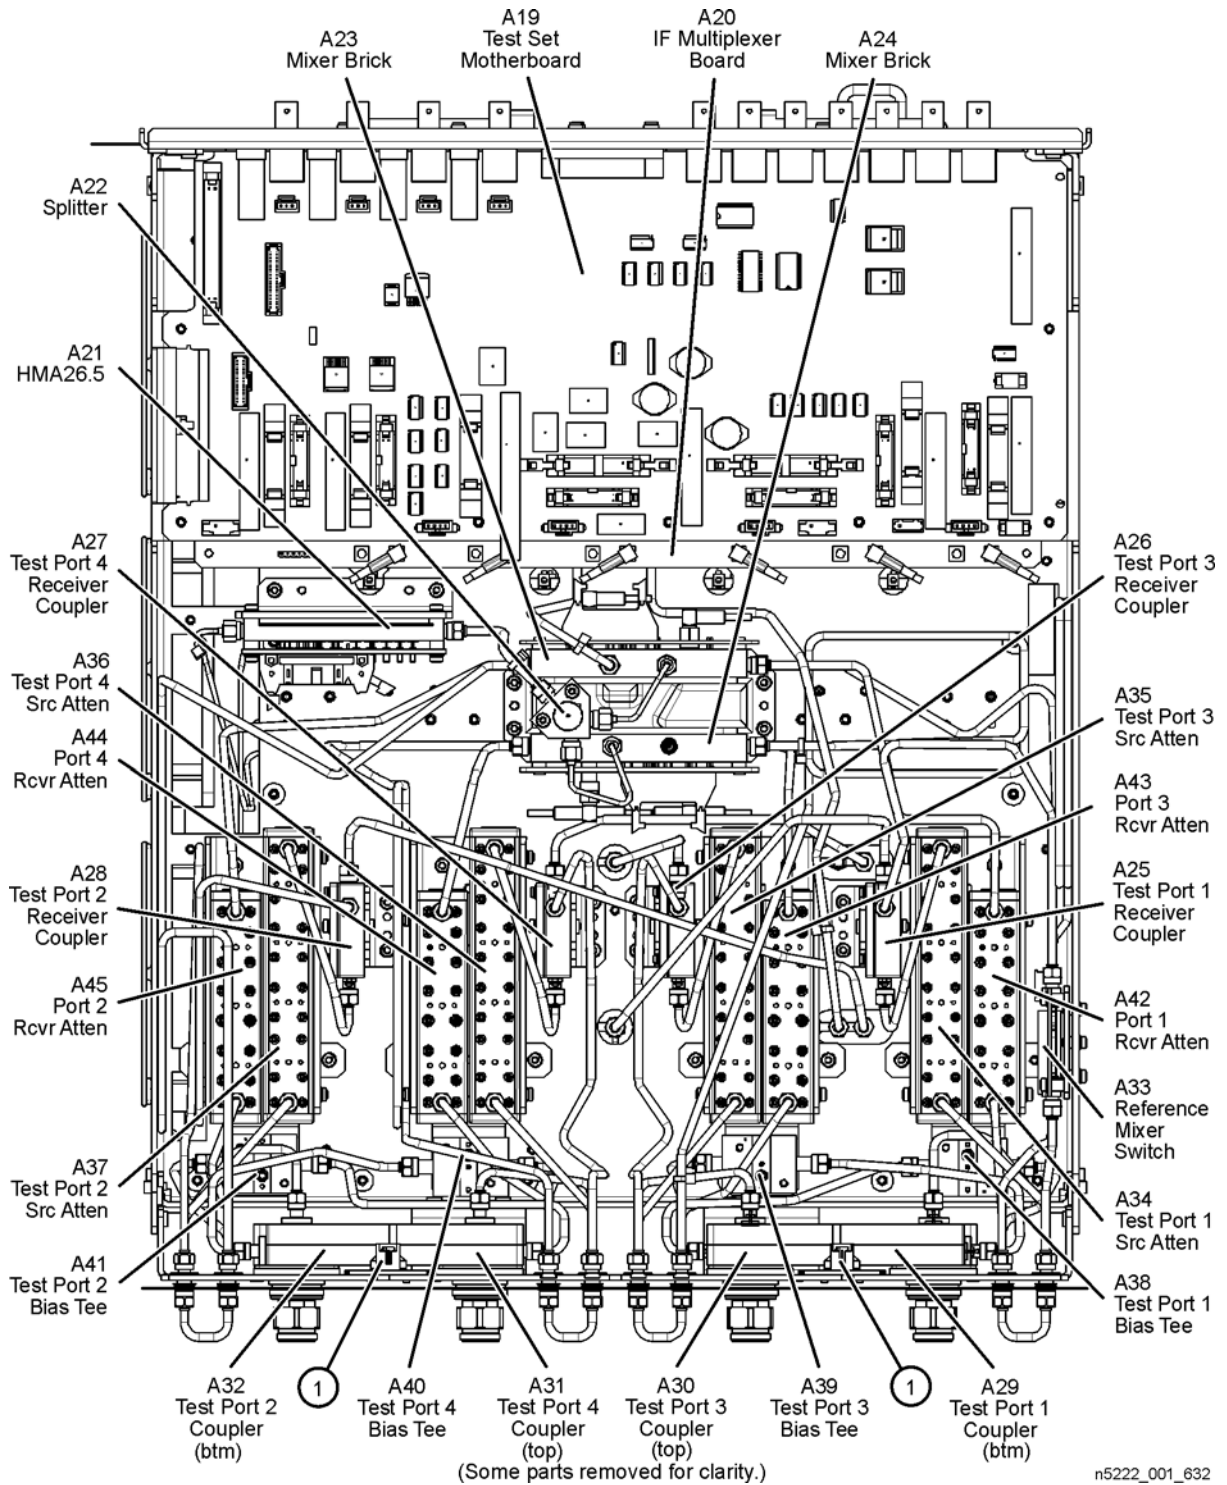 A19
Test Set
Motherboard
A20
IF Multiplexer
Board
A23
Mixer Brick
A24
Mixer Brick
A22
Splitter
A21
HMA26.5
A27
Test Port 4
Receiver
Coupler
A36
Test Port 4
Src Atten
A44
Port 4
Rcvr Atten
A28
Test Port 2
Receiver
Coupler
A45
Port 2
Rcvr Atten
A37
Test Port 2
Src Atten
A41
Test Port 2
Bias Tee
A26
Test Port 3
Receiver
Coupler
A35
Test Port 3
Src Atten
A43
Port 3
Rcvr Atten
A25
Test Port 1
Receiver
Coupler
A42
Port 1
Rcvr Atten
A33
Reference
Mixer
Switch
A34
Test Port 1
Src Atten
A38
Test Port 1
Bias Tee
A32
Test Port 2
Coupler
(btm)
1
A40
Test Port 4
Bias Tee
A31
Test Port 4
Coupler
(top)
A30
Test Port 3
Coupler
(top)
A39
Test Port 3
Bias Tee
1
A29
Test Port 1
Coupler
(btm)
(Some parts removed for clarity.)
n5222_001_632